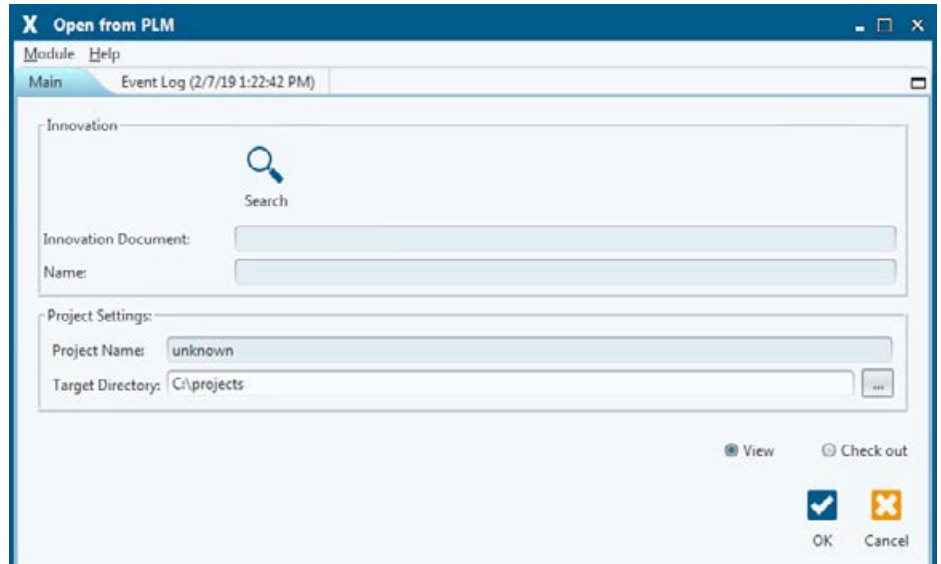 X Open from PLM
Module Help
Main Event Log (2/7/19 1:22:42 PM)
Innovation
Search
Innovation Document:
Name:
Project Settings:
Project Name: unknown
Target Directory: C:\projects ...
View Check out
OK Cancel